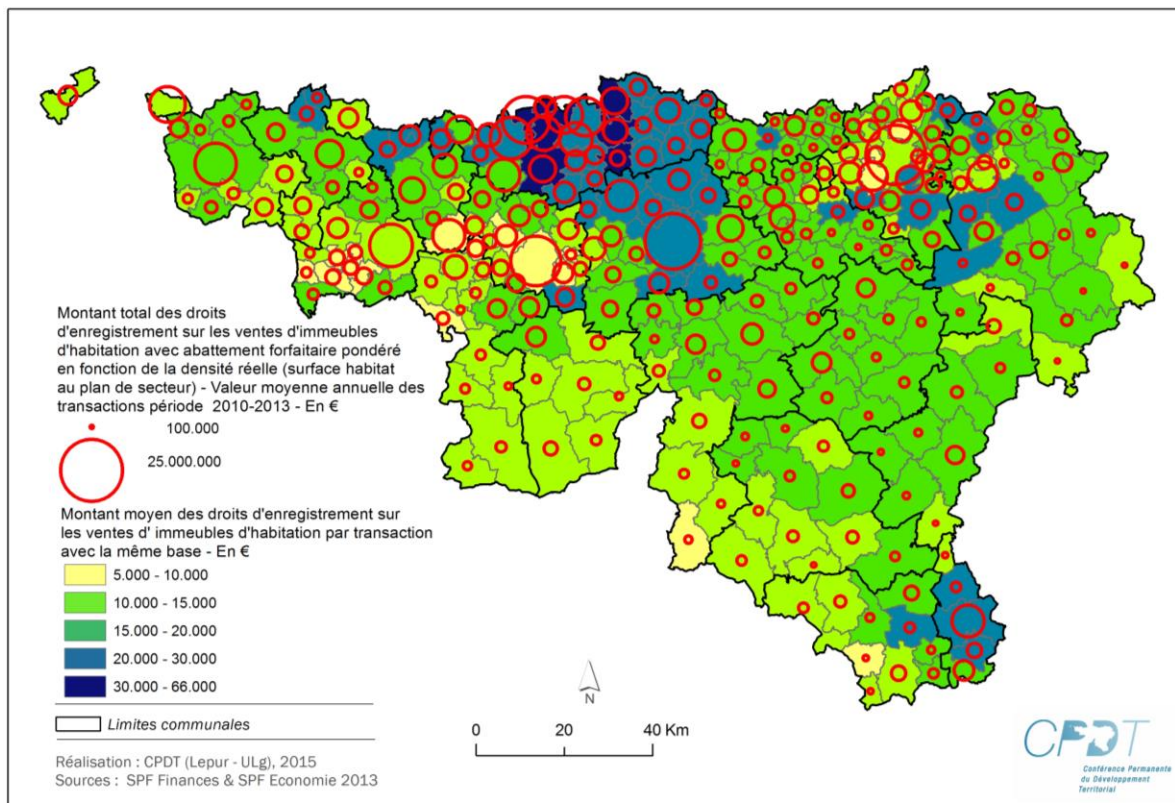 Montant total des droits
d'enregistrement sur les ventes d'immeubles
d'habitation avec abattement forfaitaire pondéré
en fonction de la densité réelle (surface habitat
au plan de secteur) - Valeur moyenne annuelle des
transactions période 2010-2013 - En €
100.000
25.000.000
Montant moyen des droits d'enregistrement sur
les ventes d' immeubles d'habitation par transaction
avec la même base - En €
5.000 - 10.000
10.000 - 15.000
15.000 - 20.000
20.000 - 30.000
30.000 - 66.000
Limites communales
Réalisation : CPDT (Lepur - ULg), 2015
Sources : SPF Finances & SPF Economie 2013
N
0 20 40 Km
CPDT
Conférence Permanente
du Développement
Territorial